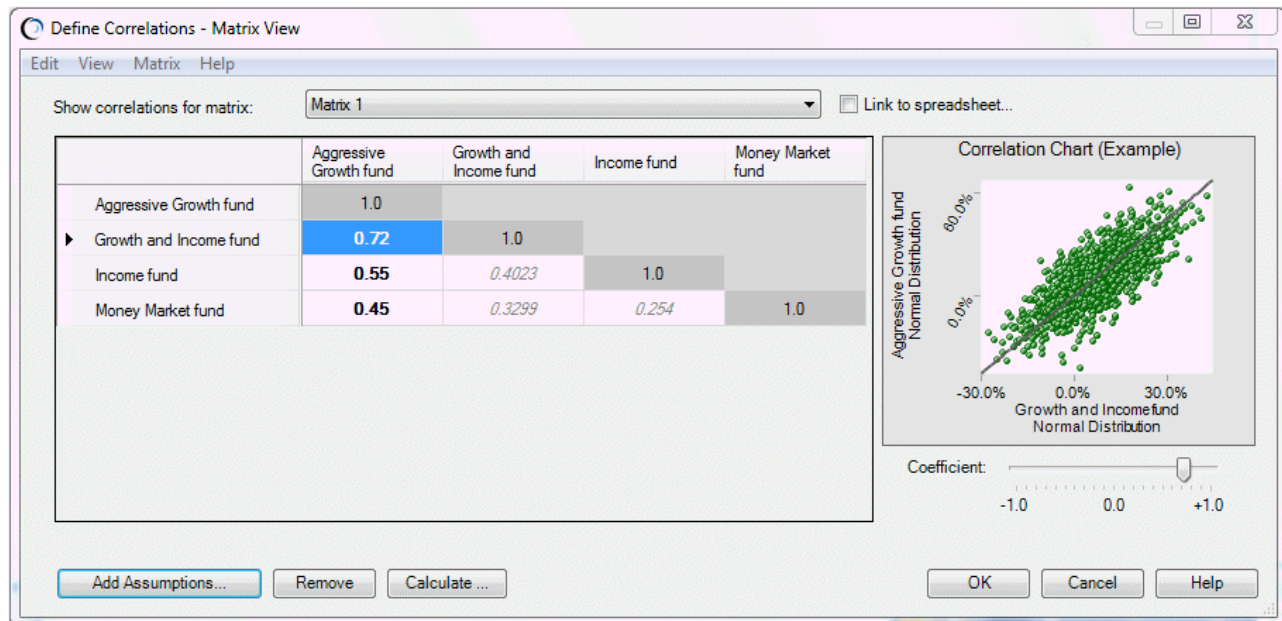 Define Correlations - Matrix View
Edit View Matrix Help
Show correlations for matrix: Matrix 1 Link to spreadsheet...
Aggressive Growth fund Growth and Income fund Income fund Money Market fund
Aggressive Growth fund 1.0
Growth and Income fund 0.72 1.0
Income fund 0.55 0.4023 1.0
Money Market fund 0.45 0.3299 0.254 1.0
Correlation Chart (Example)
Aggressive Growth fund
Normal Distribution
60.0%
0.0%
-30.0% 0.0% 30.0%
Growth and Incomefund
Normal Distribution
Coefficient:
-1.0 0.0 +1.0
Add Assumptions... Remove Calculate ... OK Cancel Help